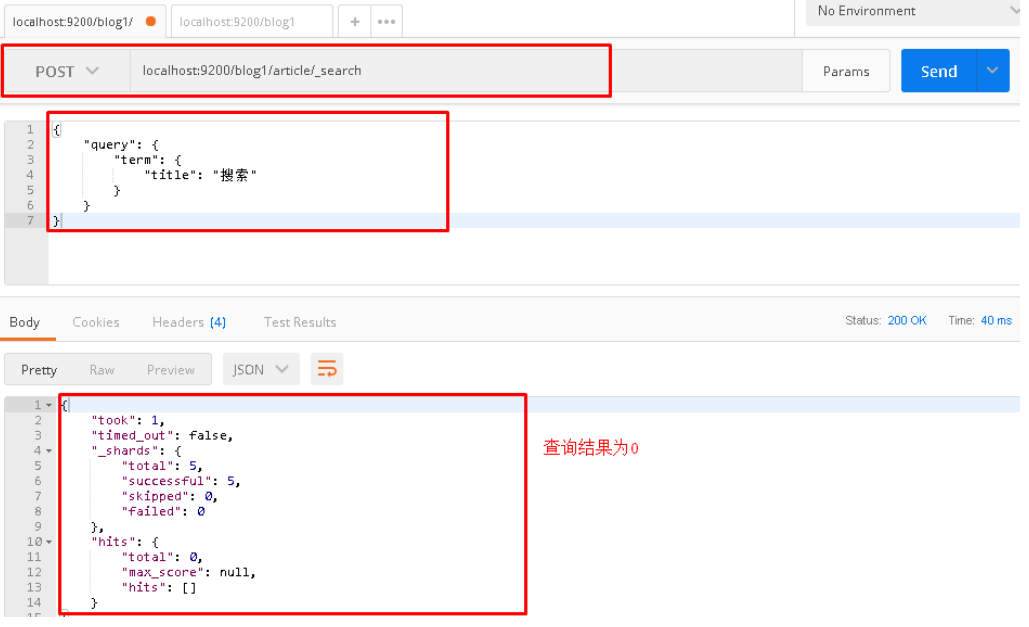 localhost:9200/blog1/
localhost:9200/blog1
+
•••
No Environment
POST
localhost:9200/blog1/article/_search
Params
Send
1 {
2 "query": {
3 "term": {
4 "title": "搜索"
5 }
6 }
7 }
Body
Cookies
Headers (4)
Test Results
Status: 200 OK
Time: 40 ms
Pretty
Raw
Preview
JSON
1 {
2 "took": 1,
3 "timed_out": false,
4 "_shards": {
5 "total": 5,
6 "successful": 5,
7 "skipped": 0,
8 "failed": 0
9 },
10 "hits": {
11 "total": 0,
12 "max_score": null,
13 "hits": []
14 }
15 }
查询结果为0